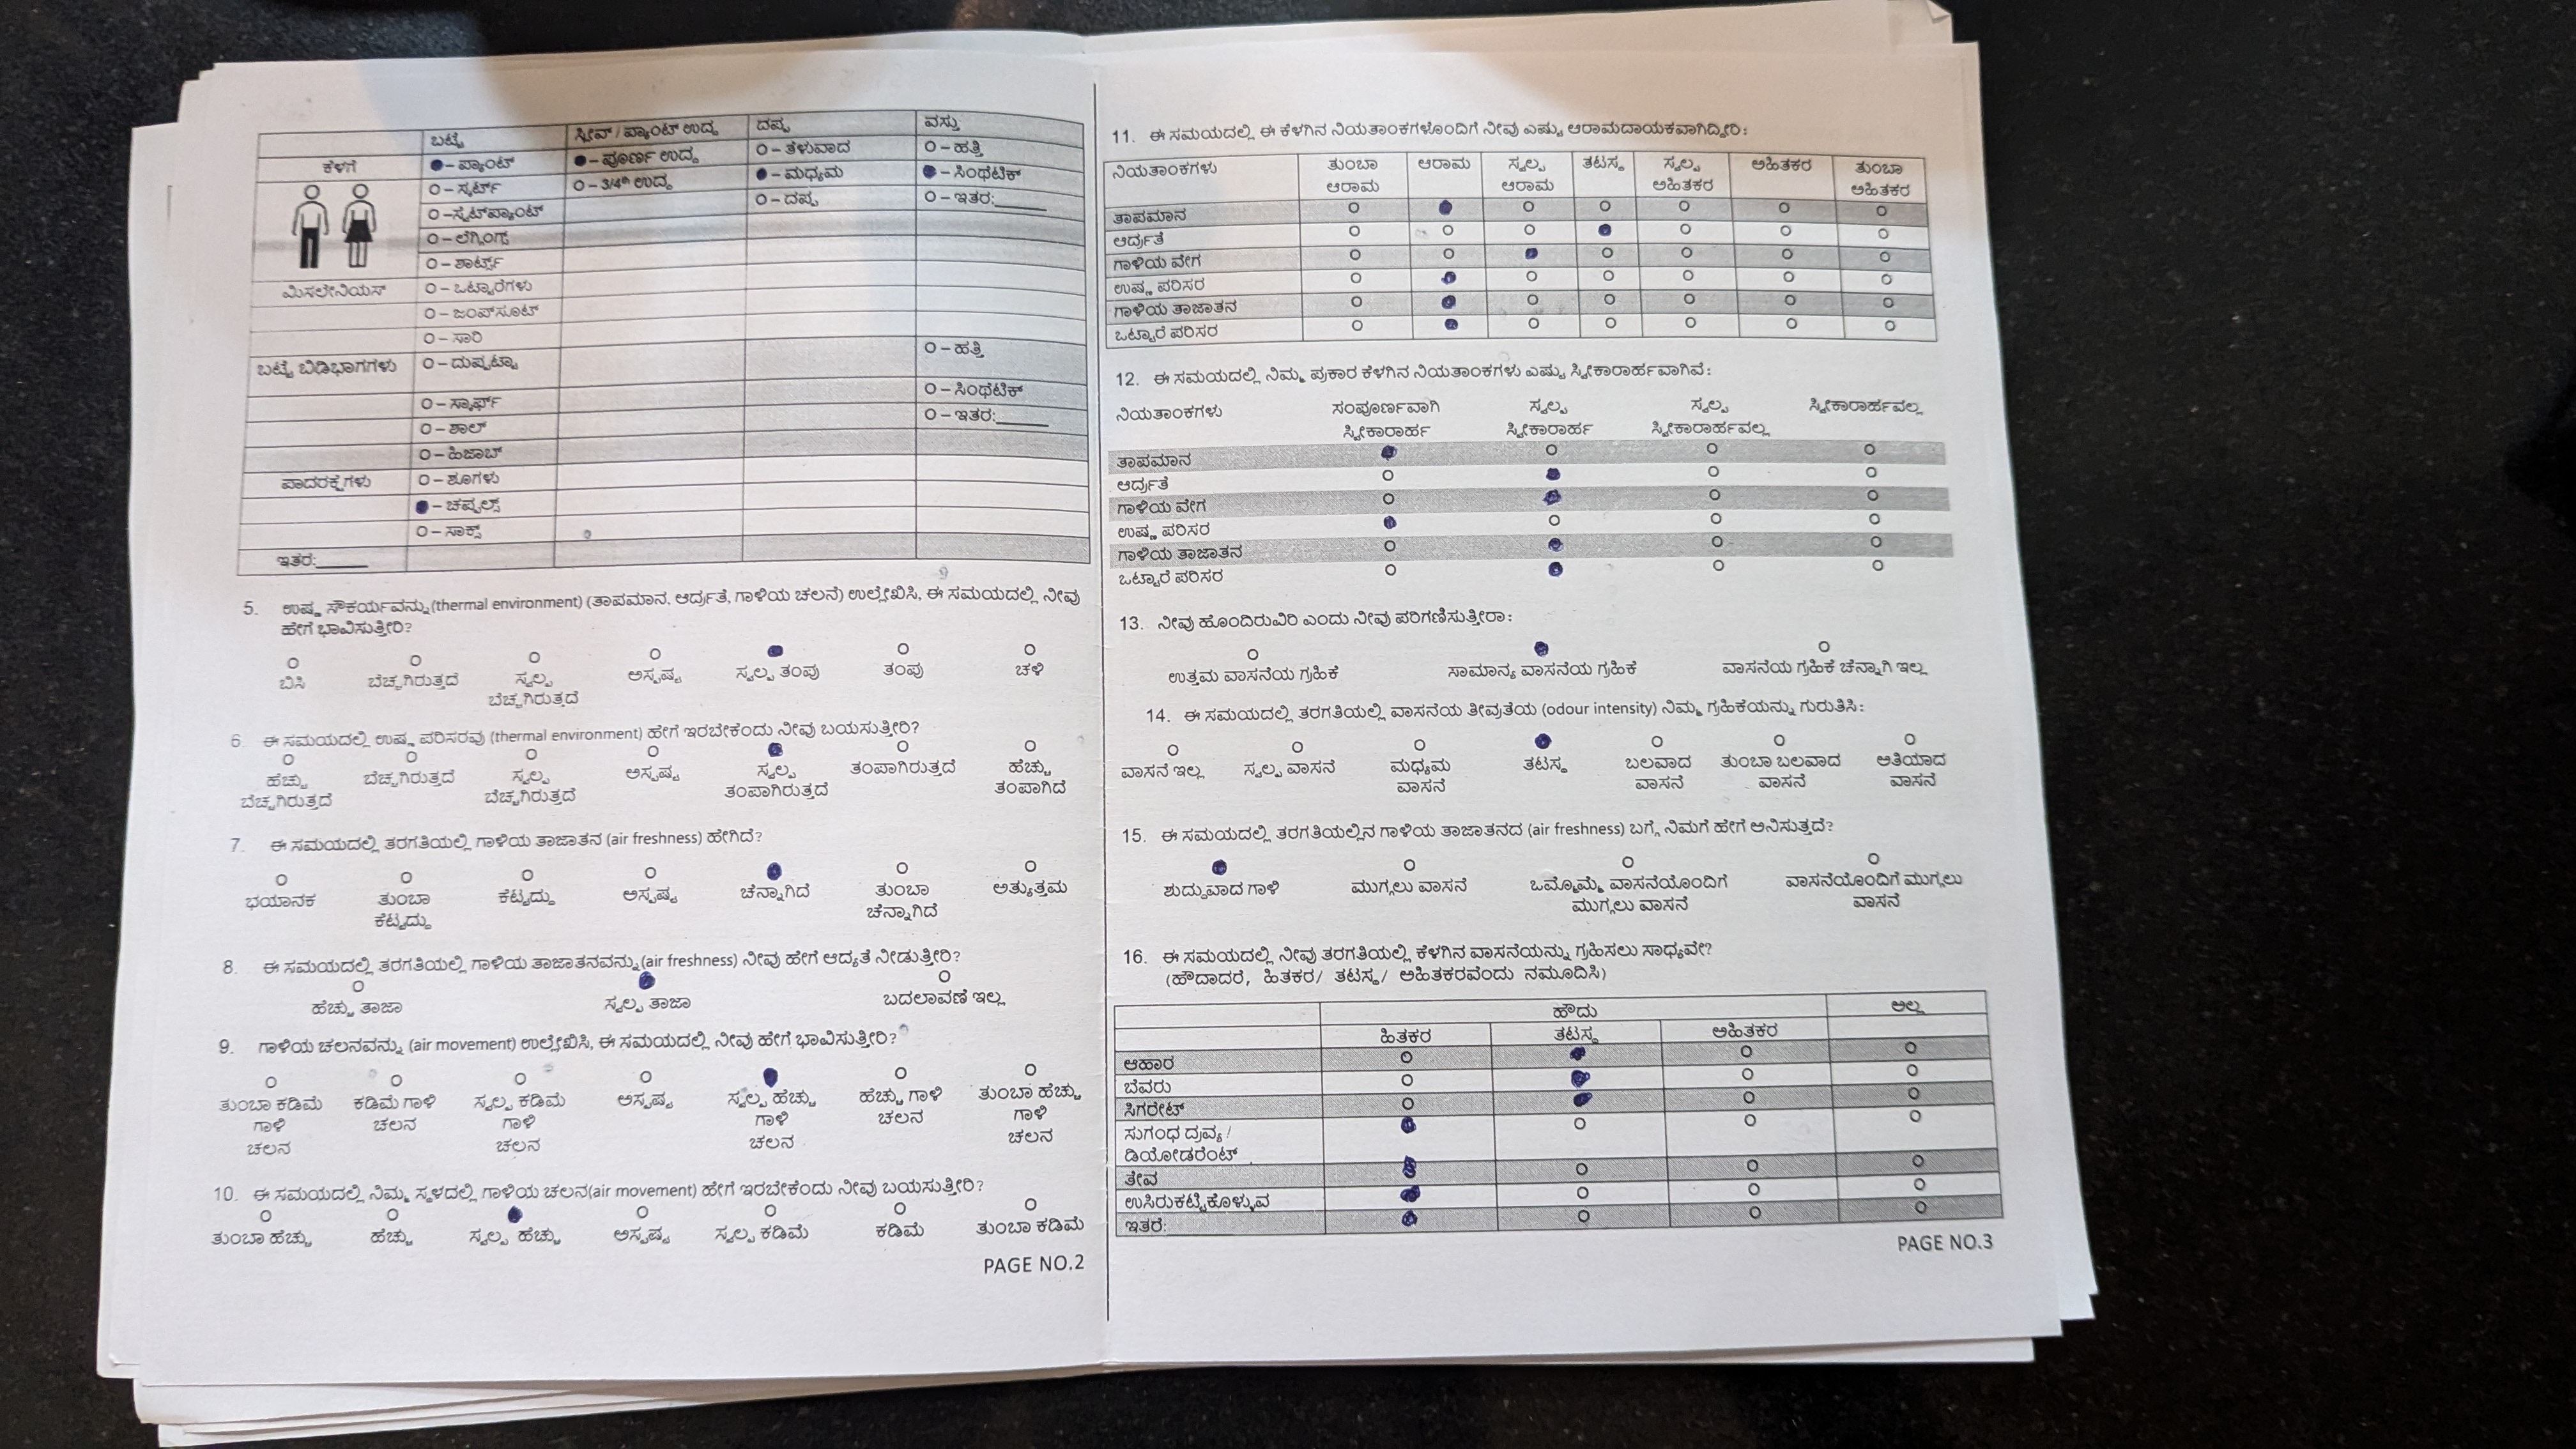 ಬಟ್ಟೆ ಸ್ಲೀವ್ / ಪ್ಯಾಂಟ್ ಉದ್ದ ದಪ್ಪ ವಸ್ತು
ಕೆಳಗೆ – ಪ್ಯಾಂಟ್ – ಪೂರ್ಣ ಉದ್ದ O – ತೆಳುವಾದ O – ಹತ್ತಿ
O – ಸ್ಕರ್ಟ್ O – 3/4th ಉದ್ದ – ಮಧ್ಯಮ – ಸಿಂಥೆಟಿಕ್
O –ಸ್ವೆಟ್‌ಪ್ಯಾಂಟ್ O – ದಪ್ಪ O – ಇತರ:______
O – ಲೆಗ್ಗಿಂಗ್ಸ್
O – ಶಾರ್ಟ್ಸ್
ಮಿಸಲೇನಿಯಸ್ O – ಒಟ್ಟಾರೆಗಳು
O – ಜಂಪ್‌ಸೂಟ್
O – ಸಾರಿ
ಬಟ್ಟೆ ಬಿಡಿಭಾಗಗಳು O – ದುಪ್ಪಟ್ಟಾ O – ಹತ್ತಿ
O – ಸ್ಕಾರ್ಫ್ O – ಸಿಂಥೆಟಿಕ್
O – ಶಾಲ್ O – ಇತರ:______
O – ಹಿಜಾಬ್
ಪಾದರಕ್ಷೆಗಳು O – ಶೂಗಳು
– ಚಪ್ಪಲ್ಸ್
O – ಸಾಕ್ಸ್
ಇತರ:______
5. ಉಷ್ಣ ಸೌಕರ್ಯವನ್ನು(thermal environment) (ತಾಪಮಾನ, ಆರ್ದ್ರತೆ, ಗಾಳಿಯ ಚಲನೆ) ಉಲ್ಲೇಖಿಸಿ, ಈ ಸಮಯದಲ್ಲಿ ನೀವು
ಹೇಗೆ ಭಾವಿಸುತ್ತೀರಿ?
ಬಿಸಿ ಬೆಚ್ಚಗಿರುತ್ತದೆ ಸ್ವಲ್ಪ ಅಸ್ಪಷ್ಟ ಸ್ವಲ್ಪ ತಂಪು ತಂಪು ಚಳಿ
ಬೆಚ್ಚಗಿರುತ್ತದೆ
6 ಈ ಸಮಯದಲ್ಲಿ ಉಷ್ಣ ಪರಿಸರವು (thermal environment) ಹೇಗೆ ಇರಬೇಕೆಂದು ನೀವು ಬಯಸುತ್ತೀರಿ?
ಹೆಚ್ಚು ಬೆಚ್ಚಗಿರುತ್ತದೆ ಸ್ವಲ್ಪ ಅಸ್ಪಷ್ಟ ಸ್ವಲ್ಪ ತಂಪಾಗಿರುತ್ತದೆ ಹೆಚ್ಚು
ಬೆಚ್ಚಗಿರುತ್ತದೆ ಬೆಚ್ಚಗಿರುತ್ತದೆ ತಂಪಾಗಿರುತ್ತದೆ ತಂಪಾಗಿದೆ
7. ಈ ಸಮಯದಲ್ಲಿ ತರಗತಿಯಲ್ಲಿ ಗಾಳಿಯ ತಾಜಾತನ (air freshness) ಹೇಗಿದೆ?
ಭಯಾನಕ ತುಂಬಾ ಕೆಟ್ಟದ್ದು ಅಸ್ಪಷ್ಟ ಚೆನ್ನಾಗಿದೆ ತುಂಬಾ ಅತ್ಯುತ್ತಮ
ಕೆಟ್ಟದ್ದು ಚೆನ್ನಾಗಿದೆ
8. ಈ ಸಮಯದಲ್ಲಿ ತರಗತಿಯಲ್ಲಿ ಗಾಳಿಯ ತಾಜಾತನವನ್ನು(air freshness) ನೀವು ಹೇಗೆ ಆದ್ಯತೆ ನೀಡುತ್ತೀರಿ?
ಹೆಚ್ಚು ತಾಜಾ ಸ್ವಲ್ಪ ತಾಜಾ ಬದಲಾವಣೆ ಇಲ್ಲ
9. ಗಾಳಿಯ ಚಲನವನ್ನು (air movement) ಉಲ್ಲೇಖಿಸಿ, ಈ ಸಮಯದಲ್ಲಿ ನೀವು ಹೇಗೆ ಭಾವಿಸುತ್ತೀರಿ?
ತುಂಬಾ ಕಡಿಮೆ ಕಡಿಮೆ ಗಾಳಿ ಸ್ವಲ್ಪ ಕಡಿಮೆ ಅಸ್ಪಷ್ಟ ಸ್ವಲ್ಪ ಹೆಚ್ಚು ಹೆಚ್ಚು ಗಾಳಿ ತುಂಬಾ ಹೆಚ್ಚು
ಗಾಳಿ ಚಲನ ಗಾಳಿ ಗಾಳಿ ಚಲನ ಗಾಳಿ
ಚಲನ ಚಲನ ಚಲನ ಚಲನ
10. ಈ ಸಮಯದಲ್ಲಿ ನಿಮ್ಮ ಸ್ಥಳದಲ್ಲಿ ಗಾಳಿಯ ಚಲನ(air movement) ಹೇಗೆ ಇರಬೇಕೆಂದು ನೀವು ಬಯಸುತ್ತೀರಿ?
ತುಂಬಾ ಹೆಚ್ಚು ಹೆಚ್ಚು ಸ್ವಲ್ಪ ಹೆಚ್ಚು ಅಸ್ಪಷ್ಟ ಸ್ವಲ್ಪ ಕಡಿಮೆ ಕಡಿಮೆ ತುಂಬಾ ಕಡಿಮೆ
PAGE NO.2
11. ಈ ಸಮಯದಲ್ಲಿ ಈ ಕೆಳಗಿನ ನಿಯತಾಂಕಗಳೊಂದಿಗೆ ನೀವು ಎಷ್ಟು ಆರಾಮದಾಯಕವಾಗಿದ್ದೀರಿ:
ನಿಯತಾಂಕಗಳು ತುಂಬಾ ಆರಾಮ ಸ್ವಲ್ಪ ತಟಸ್ಥ ಸ್ವಲ್ಪ ಅಹಿತಕರ ತುಂಬಾ
ಆರಾಮ ಆರಾಮ ಅಹಿತಕರ ಅಹಿತಕರ
ತಾಪಮಾನ
ಆರ್ದ್ರತೆ
ಗಾಳಿಯ ವೇಗ
ಉಷ್ಣ ಪರಿಸರ
ಗಾಳಿಯ ತಾಜಾತನ
ಒಟ್ಟಾರೆ ಪರಿಸರ
12. ಈ ಸಮಯದಲ್ಲಿ ನಿಮ್ಮ ಪ್ರಕಾರ ಕೆಳಗಿನ ನಿಯತಾಂಕಗಳು ಎಷ್ಟು ಸ್ವೀಕಾರಾರ್ಹವಾಗಿವೆ:
ನಿಯತಾಂಕಗಳು ಸಂಪೂರ್ಣವಾಗಿ ಸ್ವಲ್ಪ ಸ್ವಲ್ಪ ಸ್ವೀಕಾರಾರ್ಹವಲ್ಲ
ಸ್ವೀಕಾರಾರ್ಹ ಸ್ವೀಕಾರಾರ್ಹ ಸ್ವೀಕಾರಾರ್ಹವಲ್ಲ
ತಾಪಮಾನ
ಆರ್ದ್ರತೆ
ಗಾಳಿಯ ವೇಗ
ಉಷ್ಣ ಪರಿಸರ
ಗಾಳಿಯ ತಾಜಾತನ
ಒಟ್ಟಾರೆ ಪರಿಸರ
13. ನೀವು ಹೊಂದಿರುವಿರಿ ಎಂದು ನೀವು ಪರಿಗಣಿಸುತ್ತೀರಾ:
ಉತ್ತಮ ವಾಸನೆಯ ಗ್ರಹಿಕೆ ಸಾಮಾನ್ಯ ವಾಸನೆಯ ಗ್ರಹಿಕೆ ವಾಸನೆಯ ಗ್ರಹಿಕೆ ಚೆನ್ನಾಗಿ ಇಲ್ಲ
14. ಈ ಸಮಯದಲ್ಲಿ ತರಗತಿಯಲ್ಲಿ ವಾಸನೆಯ ತೀವ್ರತೆಯ (odour intensity) ನಿಮ್ಮ ಗ್ರಹಿಕೆಯನ್ನು ಗುರುತಿಸಿ:
ವಾಸನೆ ಇಲ್ಲ ಸ್ವಲ್ಪ ವಾಸನೆ ಮಧ್ಯಮ ತಟಸ್ಥ ಬಲವಾದ ತುಂಬಾ ಬಲವಾದ ಅತಿಯಾದ
ವಾಸನೆ ವಾಸನೆ ವಾಸನೆ ವಾಸನೆ
15. ಈ ಸಮಯದಲ್ಲಿ ತರಗತಿಯಲ್ಲಿನ ಗಾಳಿಯ ತಾಜಾತನದ (air freshness) ಬಗ್ಗೆ ನಿಮಗೆ ಹೇಗೆ ಅನಿಸುತ್ತದೆ?
ಶುದ್ಧವಾದ ಗಾಳಿ ಮುಗ್ಗಲು ವಾಸನೆ ಒಮ್ಮೊಮ್ಮೆ ವಾಸನೆಯೊಂದಿಗೆ ವಾಸನೆಯೊಂದಿಗೆ ಮುಗ್ಗಲು
ಮುಗ್ಗಲು ವಾಸನೆ ವಾಸನೆ
16. ಈ ಸಮಯದಲ್ಲಿ ನೀವು ತರಗತಿಯಲ್ಲಿ ಕೆಳಗಿನ ವಾಸನೆಯನ್ನು ಗ್ರಹಿಸಲು ಸಾಧ್ಯವೇ?
(ಹೌದಾದರೆ, ಹಿತಕರ/ ತಟಸ್ಥ/ ಅಹಿತಕರವೆಂದು ನಮೂದಿಸಿ)
ಹೌದು ಅಲ್ಲ
ಹಿತಕರ ತಟಸ್ಥ ಅಹಿತಕರ
ಆಹಾರ
ಬೆವರು
ಸಿಗರೇಟ್
ಸುಗಂಧ ದ್ರವ್ಯ/
ಡಿಯೋಡರೆಂಟ್
ತೇವ
ಉಸಿರುಕಟ್ಟಿಕೊಳ್ಳುವ
ಇತರೆ:________
PAGE NO.3